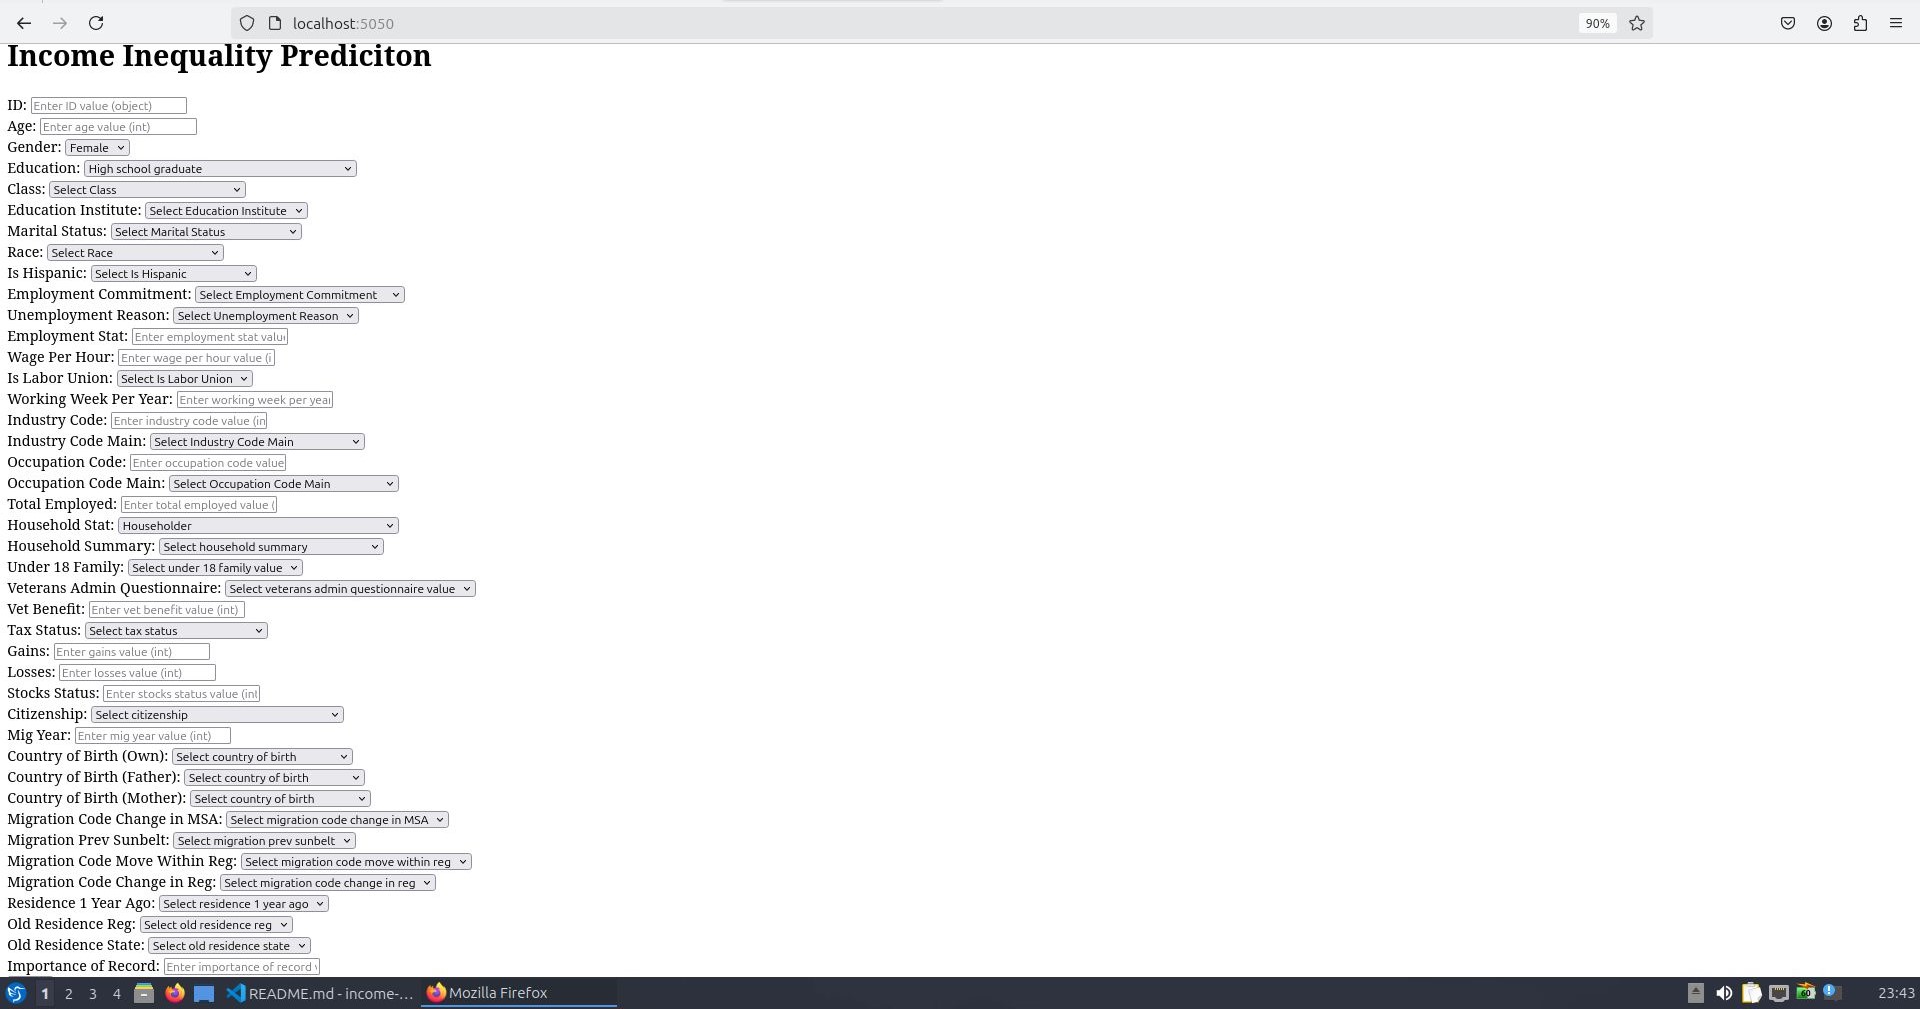 localhost:5050
90%
Income Inequality Prediciton
ID: Enter ID value (object)
Age: Enter age value (int)
Gender: Female
Education: High school graduate
Class: Select Class
Education Institute: Select Education Institute
Marital Status: Select Marital Status
Race: Select Race
Is Hispanic: Select Is Hispanic
Employment Commitment: Select Employment Commitment
Unemployment Reason: Select Unemployment Reason
Employment Stat: Enter employment stat valu
Wage Per Hour: Enter wage per hour value (i
Is Labor Union: Select Is Labor Union
Working Week Per Year: Enter working week per year
Industry Code: Enter industry code value (in
Industry Code Main: Select Industry Code Main
Occupation Code: Enter occupation code value
Occupation Code Main: Select Occupation Code Main
Total Employed: Enter total employed value (
Household Stat: Householder
Household Summary: Select household summary
Under 18 Family: Select under 18 family value
Veterans Admin Questionnaire: Select veterans admin questionnaire value
Vet Benefit: Enter vet benefit value (int)
Tax Status: Select tax status
Gains: Enter gains value (int)
Losses: Enter losses value (int)
Stocks Status: Enter stocks status value (int
Citizenship: Select citizenship
Mig Year: Enter mig year value (int)
Country of Birth (Own): Select country of birth
Country of Birth (Father): Select country of birth
Country of Birth (Mother): Select country of birth
Migration Code Change in MSA: Select migration code change in MSA
Migration Prev Sunbelt: Select migration prev sunbelt
Migration Code Move Within Reg: Select migration code move within reg
Migration Code Change in Reg: Select migration code change in reg
Residence 1 Year Ago: Select residence 1 year ago
Old Residence Reg: Select old residence reg
Old Residence State: Select old residence state
Importance of Record: Enter importance of record
1 2 3 4 README.md - income-... Mozilla Firefox 60 23:43